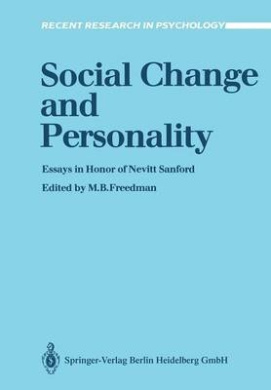 RECENT RESEARCH IN PSYCHOLOGY
Social Change
and
Personality
Essays in Honor of Nevitt Sanford
Edited by M.B.Freedman
Springer-Verlag Berlin Heidelberg GmbH